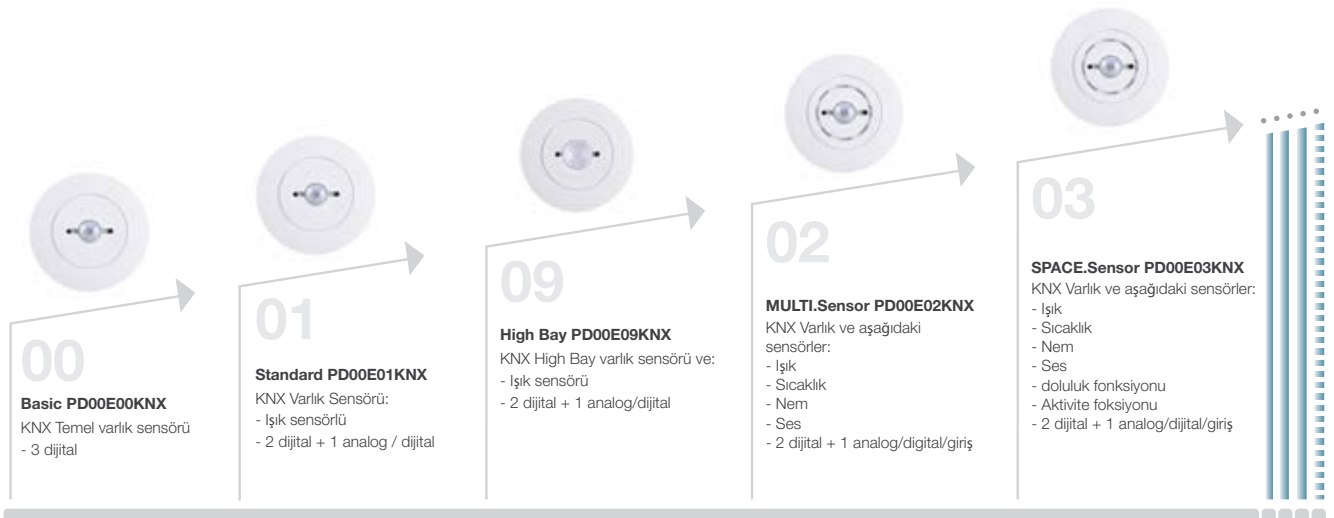 00
Basic PD00E00KNX
KNX Temel varlık sensörü
- 3 dijital
01
Standard PD00E01KNX
KNX Varlık Sensörü:
- Işık sensörlü
- 2 dijital + 1 analog / dijital
09
High Bay PD00E09KNX
KNX High Bay varlık sensörü ve:
- Işık sensörü
- 2 dijital + 1 analog/dijital
02
MULTI.Sensor PD00E02KNX
KNX Varlık ve aşağıdaki
sensörler:
- Işık
- Sıcaklık
- Nem
- Ses
- 2 dijital + 1 analog/digital/giriş
03
SPACE.Sensor PD00E03KNX
KNX Varlık ve aşağıdaki sensörler:
- Işık
- Sıcaklık
- Nem
- Ses
- doluluk fonksiyonu
- Aktivite foksiyonu
- 2 dijital + 1 analog/dijital/giriş